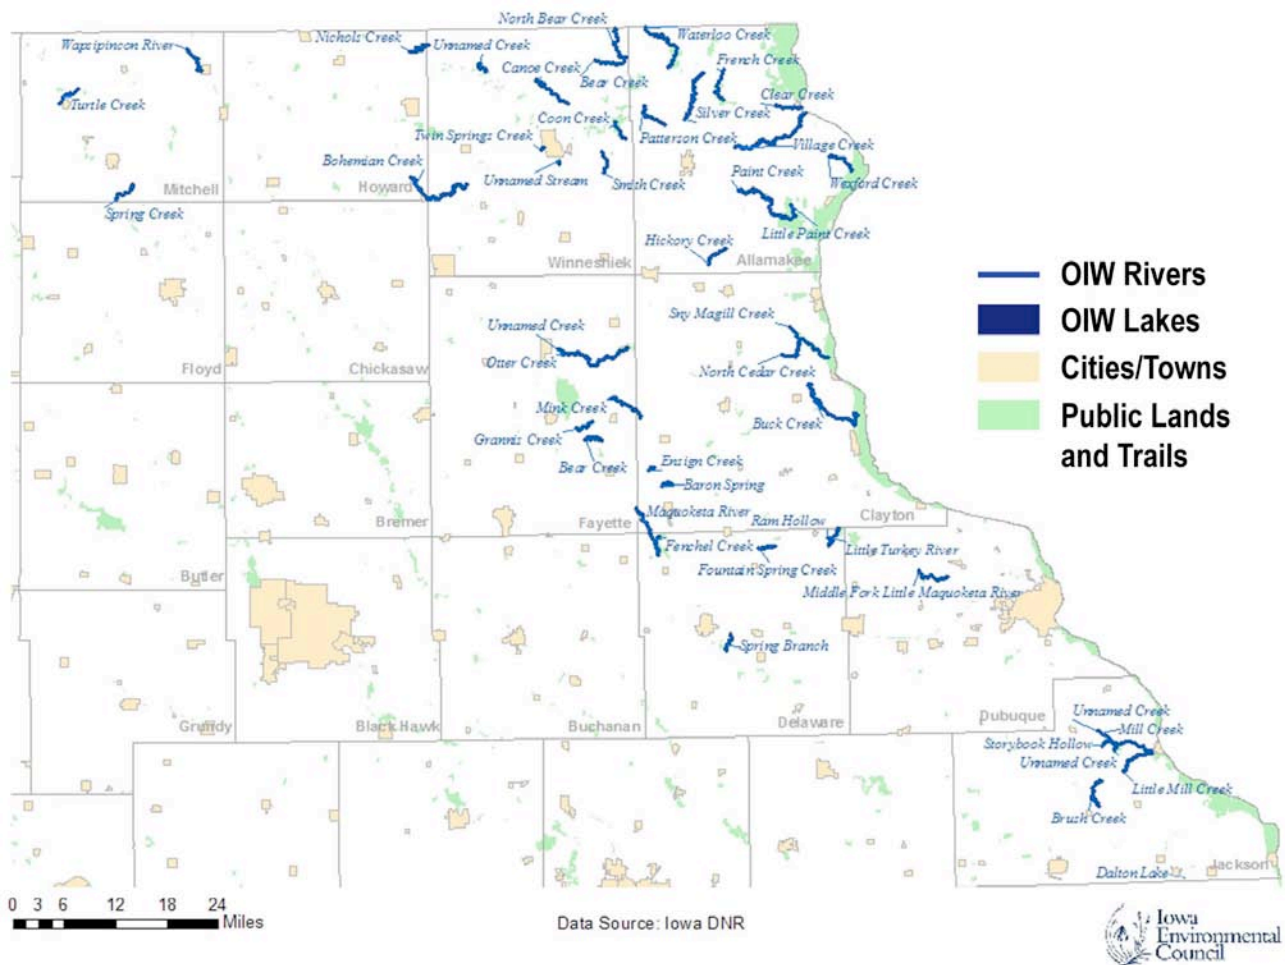 North Bear Creek
Wapsipincon River
Nichols Creek
Unnamed Creek
Waterloo Creek
Canoe Creek
Bear Creek
French Creek
Turtle Creek
Clear Creek
Coon Creek
Silver Creek
Twin Springs Creek
Patterson Creek
Village Creek
Bohemian Creek
Unnamed Stream
Smith Creek
Paint Creek
Wexford Creek
Mitchell
Howard
Spring Creek
Little Paint Creek
Hickory Creek
Winneshiek
Allamakee
OIW Rivers
OIW Lakes
Cities/Towns
Public Lands
and Trails
Sny Magill Creek
Unnamed Creek
Otter Creek
Floyd
Chickasaw
North Cedar Creek
Mink Creek
Buck Creek
Grannis Creek
Bear Creek
Ensign Creek
Baron Spring
Maquoketa River
Ram Hollow
Clayton
Bremer
Fayette
Fenchel Creek
Little Turkey River
Fountain Spring Creek
Butler
Middle Fork Little Maquoketa River
Spring Branch
Grundy
Black Hawk
Buchanan
Delaware
Dubuque
Unnamed Creek
Mill Creek
Storybook Hollow
Unnamed Creek
Little Mill Creek
Brush Creek
Dalton Lake
Jackson
0 3 6 12 18 24
Miles
Data Source: Iowa DNR
Iowa
Environmental
Council